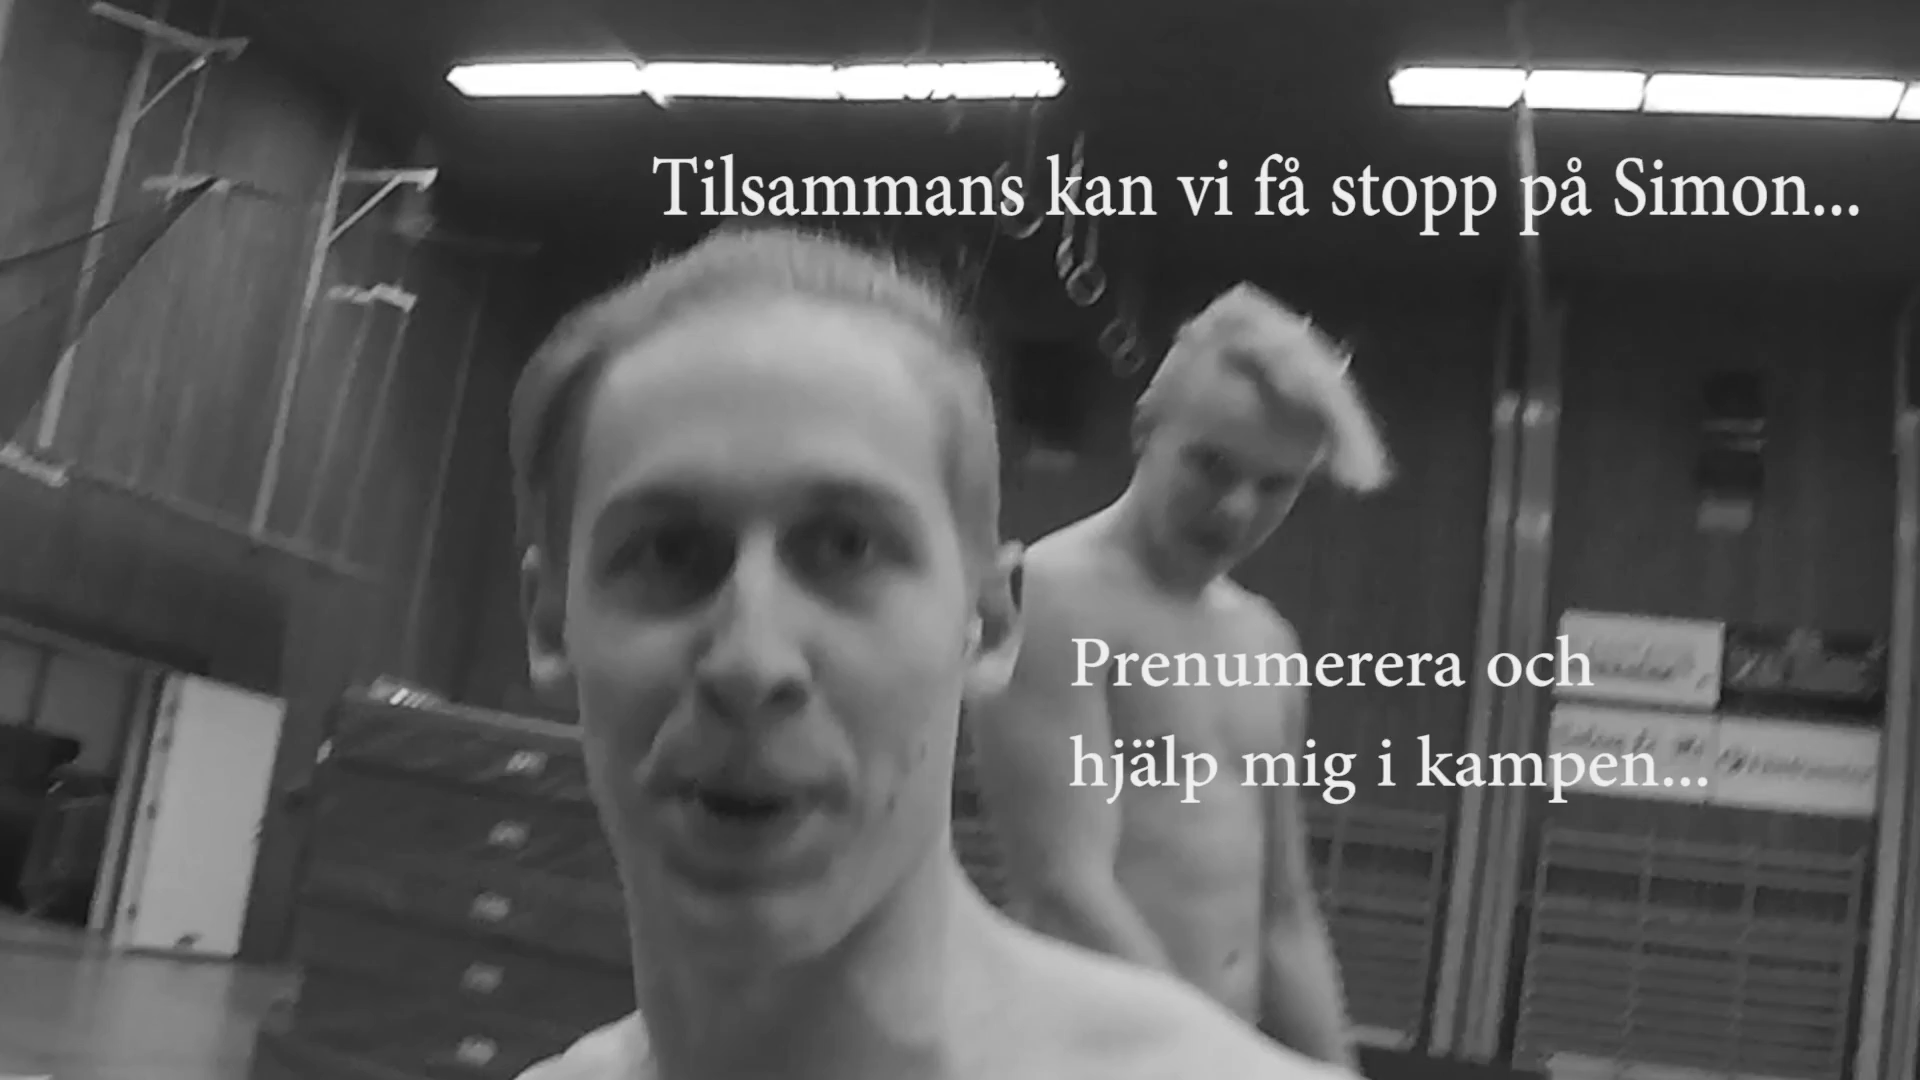 Tilsammans kan vi få stopp på Simon...
Prenumerera och
hjälp mig i kampen...